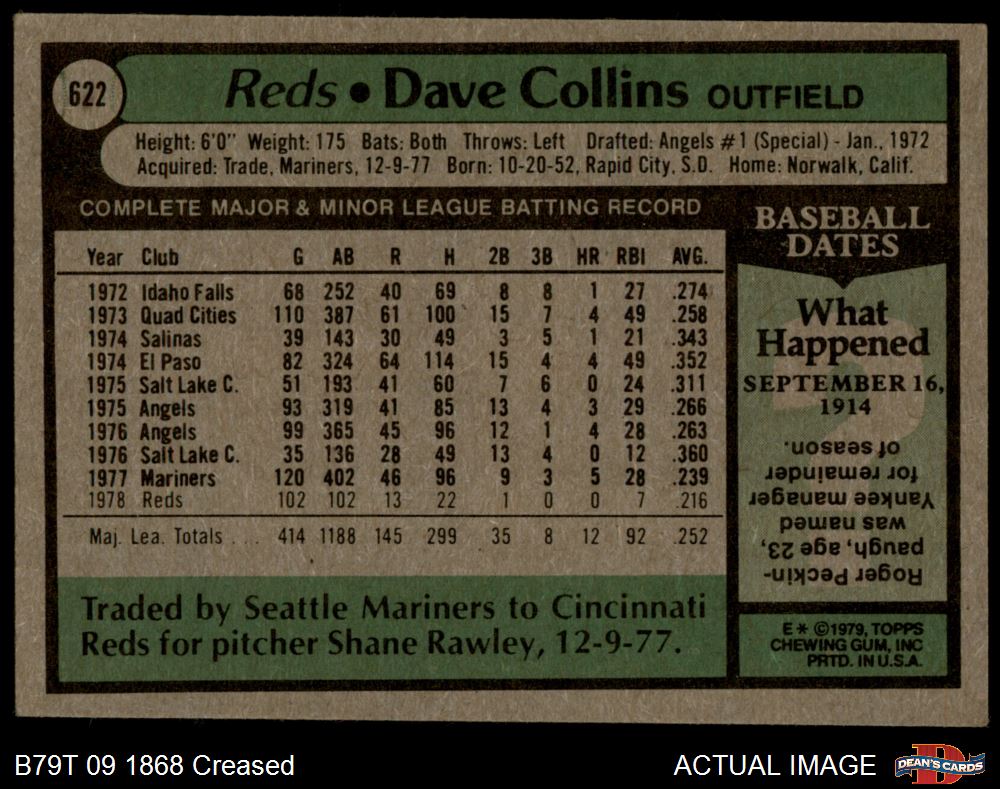 622
Reds • Dave Collins OUTFIELD
Height: 6'0" Weight: 175 Bats: Both Throws: Left Drafted: Angels #1 (Special) - Jan., 1972
Acquired: Trade, Mariners, 12-9-77 Born: 10-20-52, Rapid City, S.D. Home: Norwalk, Calif.
COMPLETE MAJOR & MINOR LEAGUE BATTING RECORD
Year Club G AB R H 2B 3B HR RBI AVG.
1972 Idaho Falls 68 252 40 69 8 8 1 27 .274
1973 Quad Cities 110 387 61 100 15 7 4 49 .258
1974 Salinas 39 143 30 49 3 5 1 21 .343
1974 El Paso 82 324 64 114 15 4 4 49 .352
1975 Salt Lake C. 51 193 41 60 7 6 0 24 .311
1975 Angels 93 319 41 85 13 4 3 29 .266
1976 Angels 99 365 45 96 12 1 4 28 .263
1976 Salt Lake C. 35 136 28 49 13 4 0 12 .360
1977 Mariners 120 402 46 96 9 3 5 28 .239
1978 Reds 102 102 13 22 1 0 0 7 .216
Maj. Lea. Totals . . . 414 1188 145 299 35 8 12 92 .252
Traded by Seattle Mariners to Cincinnati
Reds for pitcher Shane Rawley, 12-9-77.
BASEBALL
DATES
What
Happened
SEPTEMBER 16,
1914
Roger Peckin-
paugh, age 23,
was named
Yankee manager
for remainder
of season.
E * ©1979, TOPPS
CHEWING GUM, INC
PRTD. IN U.S.A.
B79T 09 1868 Creased
ACTUAL IMAGE
DEAN'S CARDS